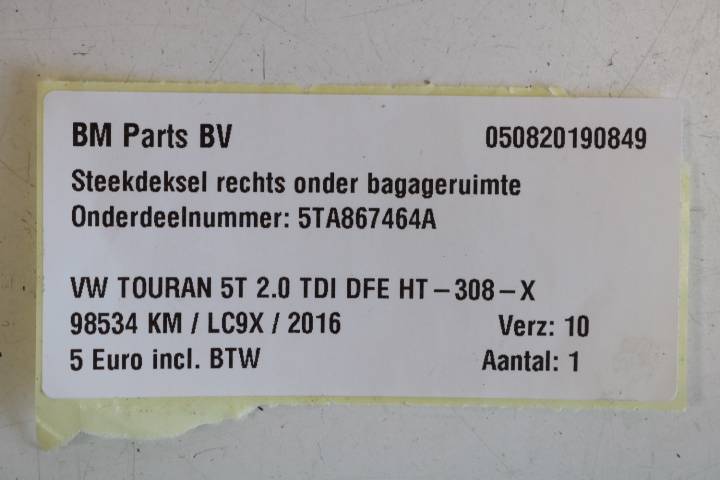 BM Parts BV 050820190849
Steekdeksel rechts onder bagageruimte
Onderdeelnummer: 5TA867464A
VW TOURAN 5T 2.0 TDI DFE HT-308-X
98534 KM / LC9X / 2016 Verz: 10
5 Euro incl. BTW Aantal: 1